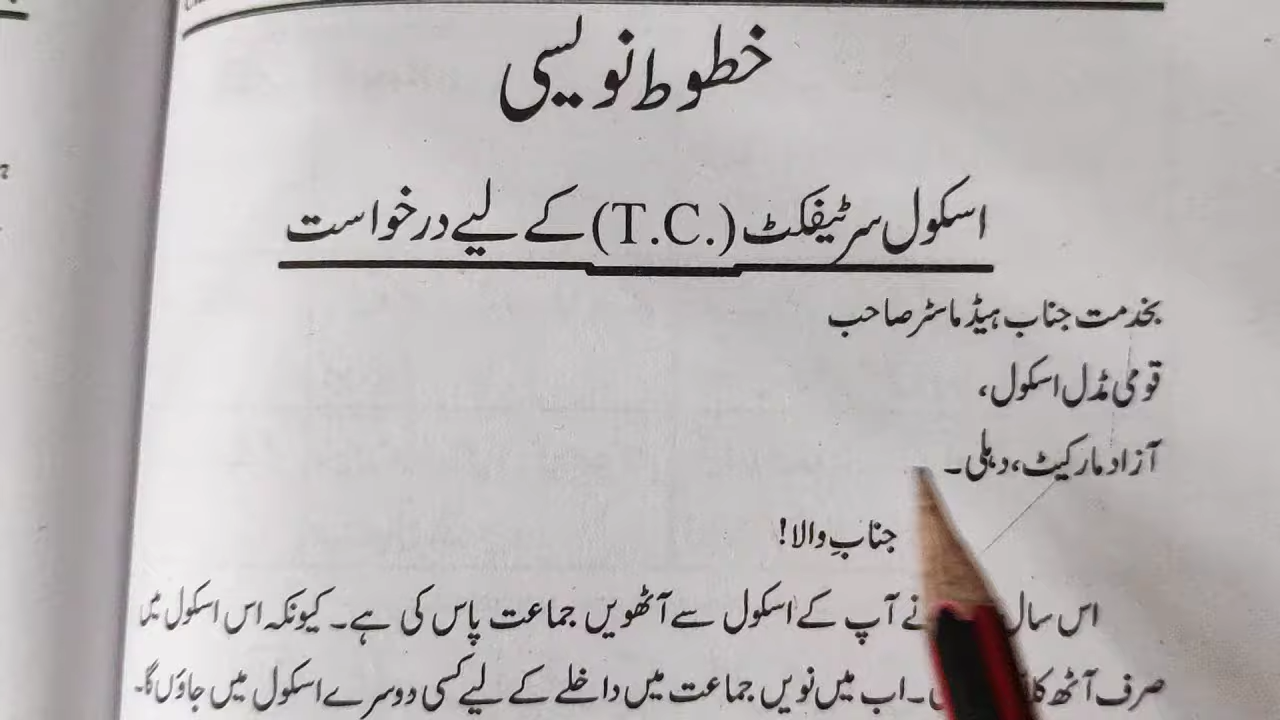 خطوط نویسی
اسکول سرٹیفکٹ (T.C.) کے لیے درخواست
بخدمت جناب ہیڈ ماسٹر صاحب
قومی مڈل اسکول،
آزاد مارکیٹ، دہلی۔
جنابِ والا!
اس سال نے آپ کے اسکول سے آٹھویں جماعت پاس کی ہے۔ کیونکہ اس اسکول میں
صرف آٹھ ۔ اب میں نویں جماعت میں داخلے کے لیے کسی دوسرے اسکول میں جاؤں گا۔